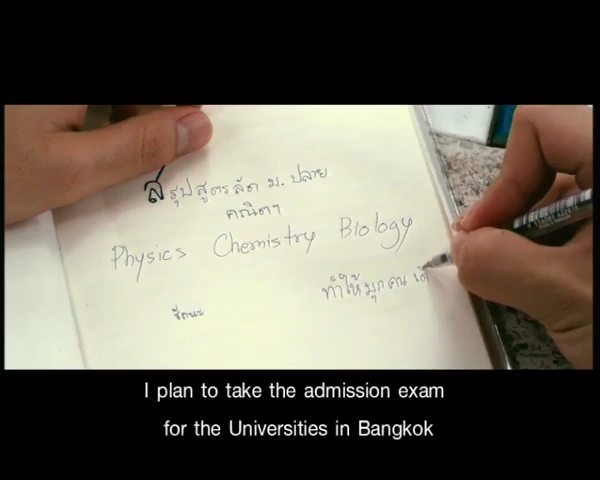 สรุปสูตรลัด ม. ปลาย
คณิตฯ
Physics Chemistry Biology
ทำให้มุกคน
I plan to take the admission exam
for the Universities in Bangkok